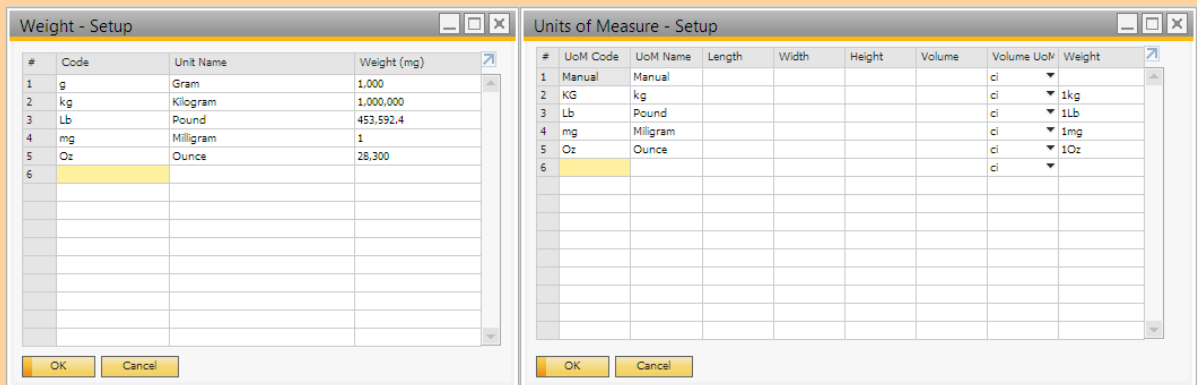 Weight - Setup
# Code Unit Name Weight (mg)
1 g Gram 1,000
2 kg Kilogram 1,000,000
3 Lb Pound 453,592.4
4 mg Milligram 1
5 Oz Ounce 28,300
6
OK Cancel
Units of Measure - Setup
# UoM Code UoM Name Length Width Height Volume Volume UoM Weight
1 Manual Manual ci
2 KG kg ci 1kg
3 Lb Pound ci 1Lb
4 mg Miligram ci 1mg
5 Oz Ounce ci 1Oz
6 ci
OK Cancel